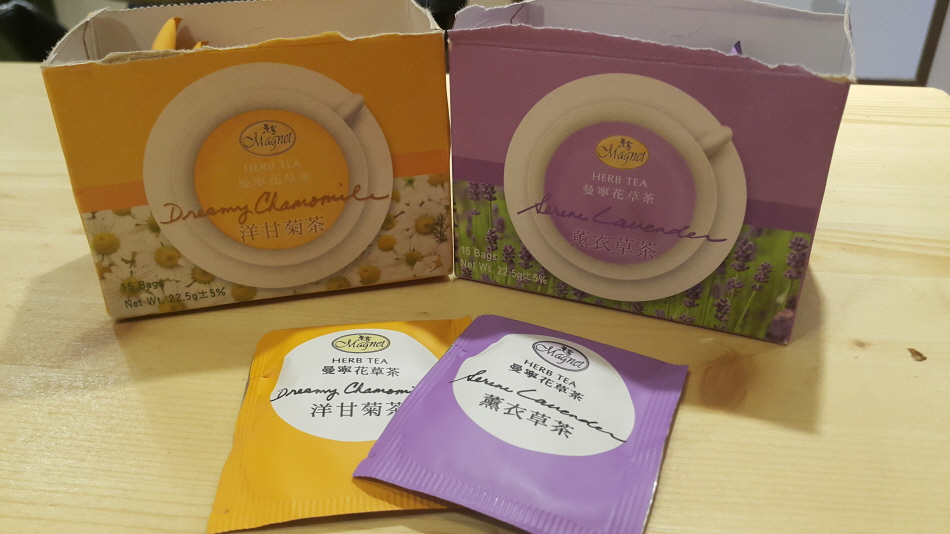 Magnet
HERB TEA
曼寧花草茶
Dreamy Chamomile
洋甘菊茶
15 Bags
Net Wt. 22.5g±5%
Magnet
HERB TEA
曼寧花草茶
Serene Lavender
薰衣草茶
15 Bags
Net Wt. 22.5g±5%
Magnet
HERB TEA
曼寧花草茶
Dreamy Chamomi
洋甘菊茶
Magnet
HERB TEA
曼寧花草茶
Serene Lavender
薰衣草茶